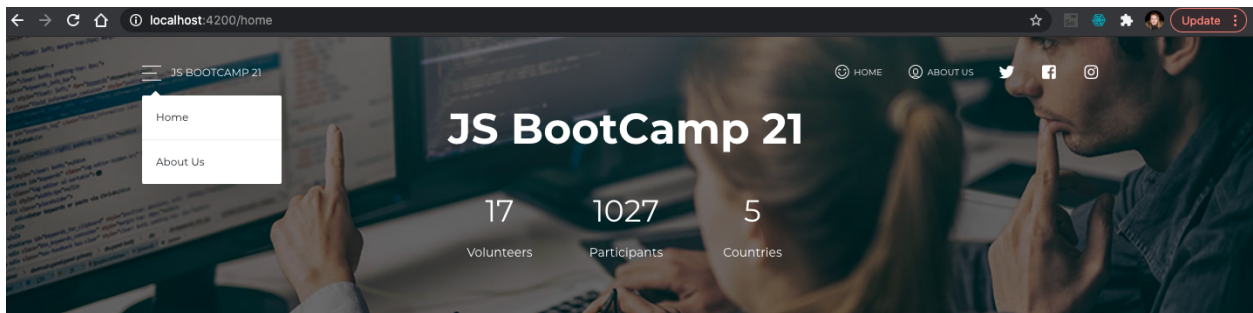 localhost:4200/home
Update
JS BOOTCAMP 21
HOME
ABOUT US
Home
About Us
JS BootCamp 21
17
1027
5
Volunteers
Participants
Countries